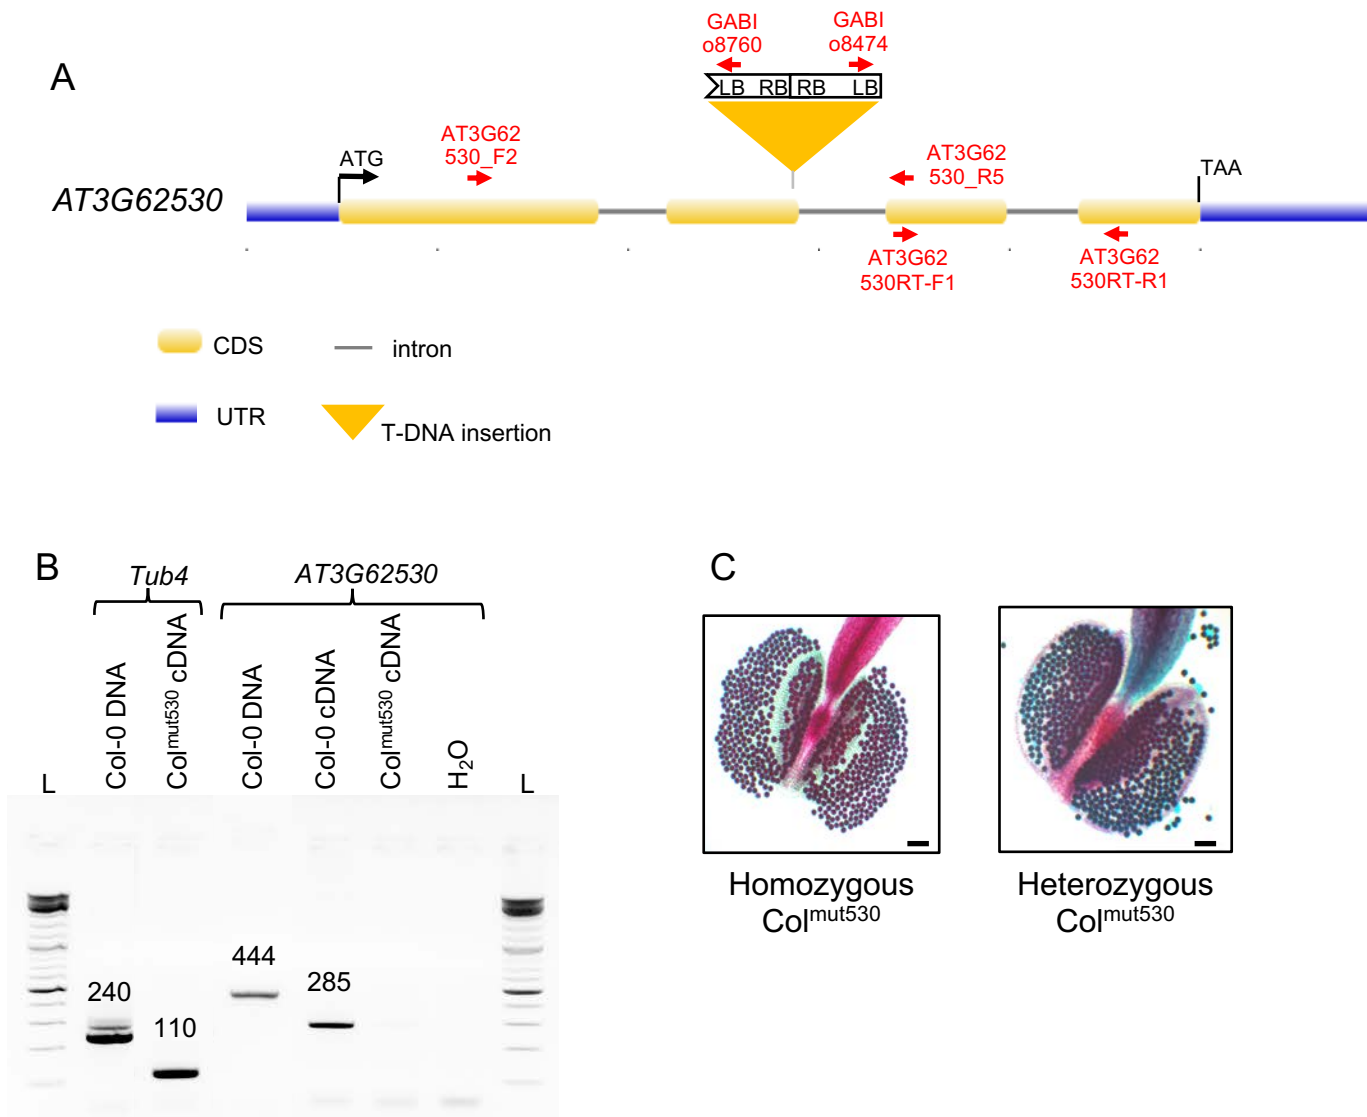 A
GABI
o8760
GABI
o8474
LB RB RB LB
AT3G62
530_F2
ATG
AT3G62
530_R5
TAA
AT3G62530
AT3G62
530RT-F1
AT3G62
530RT-R1
CDS
intron
UTR
T-DNA insertion
B
Tub4
AT3G62530
L
Col-0 DNA
Colmut530 cDNA
Col-0 DNA
Col-0 cDNA
Colmut530 cDNA
H2O
L
240
110
444
285
C
Homozygous
Colmut530
Heterozygous
Colmut530